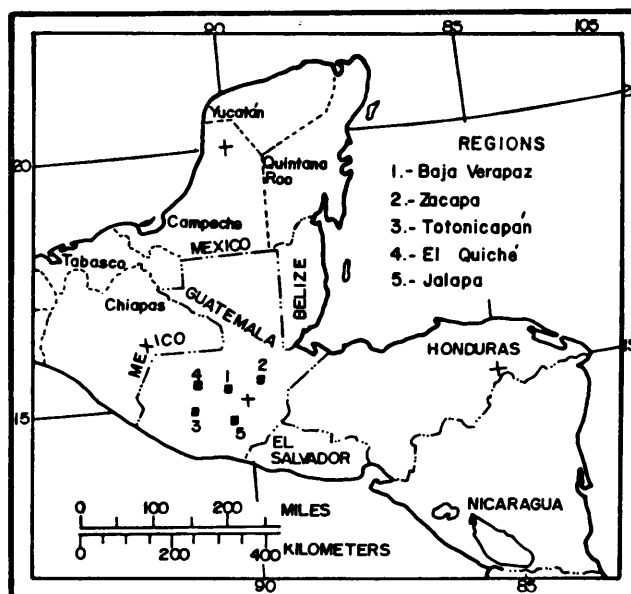 90
85
105
2
Yucatán
20
Quintana
Roo
REGIONS
1.- Baja Verapaz
2.- Zacapa
3.- Totonicapán
4.- El Quiché
5.- Jalapa
Campeche
MEXICO
Tabasco
BELIZE
Chiapas
GUATEMALA
MEXICO
HONDURAS
15
2
4
1
15
3
5
EL
SALVADOR
0 100 200 MILES
0 200 400 KILOMETERS
NICARAGUA
90
85